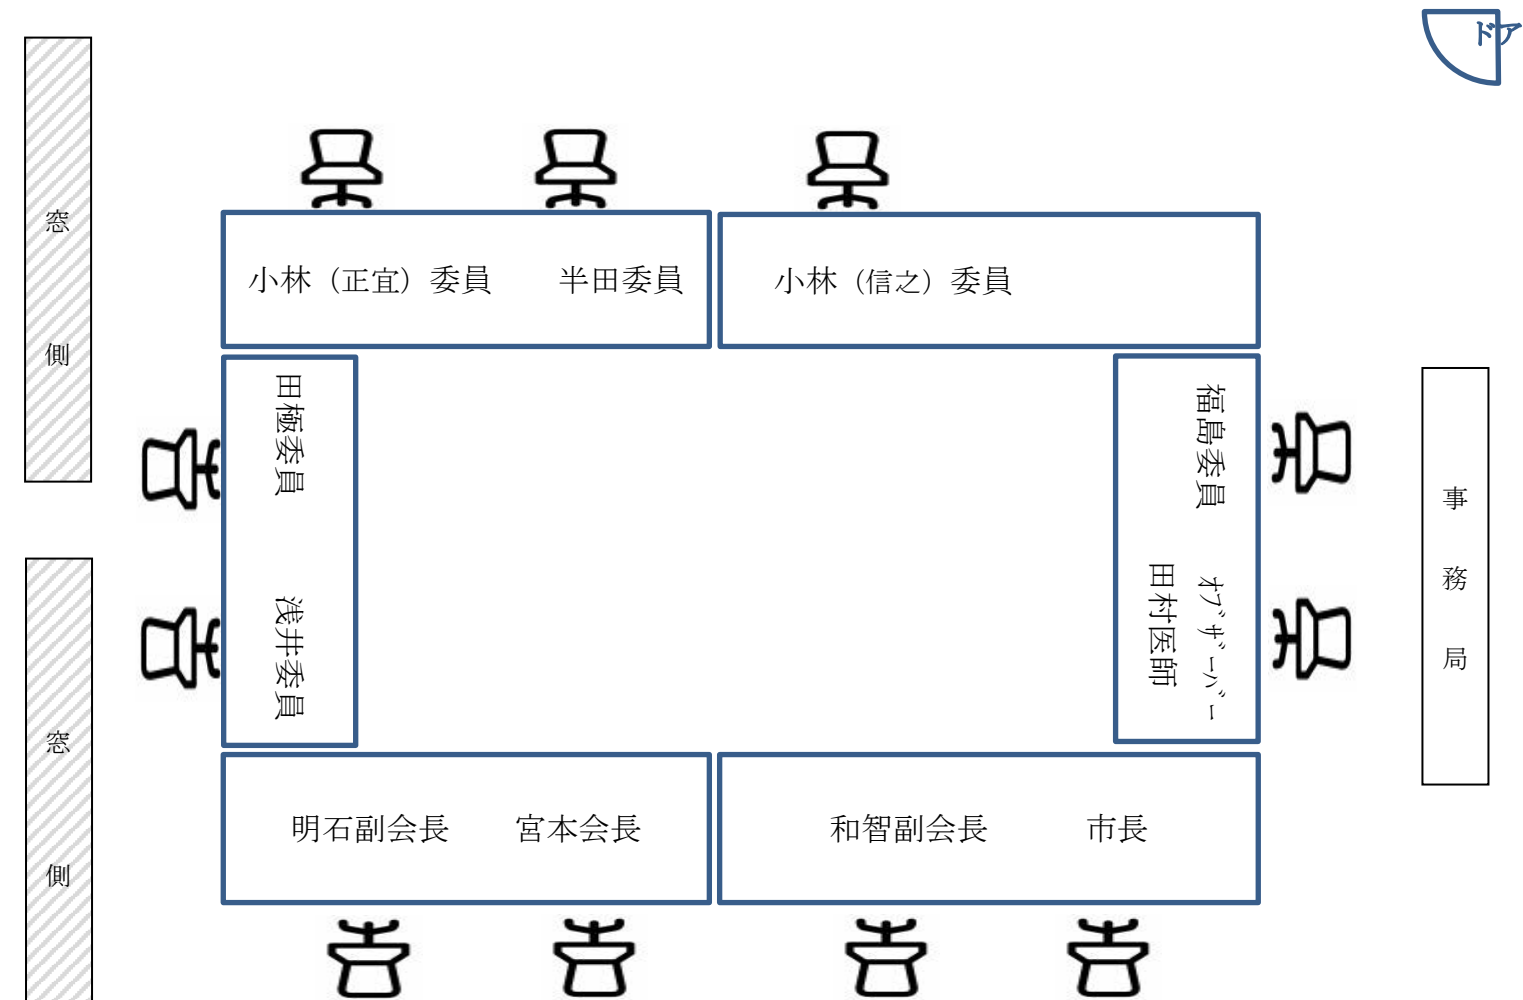 ドア
窓側
小林（正宜）委員　半田委員
小林（信之）委員
田極委員
浅井委員
福島委員
ｵﾌﾞｻﾞｰﾊﾞｰ
田村医師
事務局
窓側
明石副会長　宮本会長
和智副会長　市長